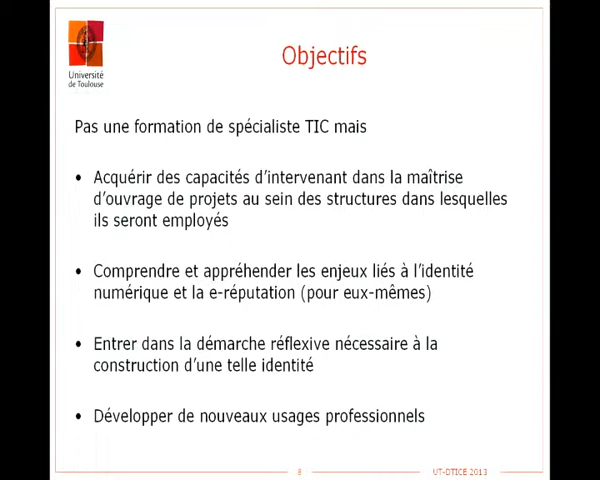 Université
de Toulouse
Objectifs
Pas une formation de spécialiste TIC mais
• Acquérir des capacités d'intervenant dans la maîtrise
d'ouvrage de projets au sein des structures dans lesquelles
ils seront employés
• Comprendre et appréhender les enjeux liés à l'identité
numérique et la e-réputation (pour eux-mêmes)
• Entrer dans la démarche réflexive nécessaire à la
construction d'une telle identité
• Développer de nouveaux usages professionnels
8
UT-DTICE 2013